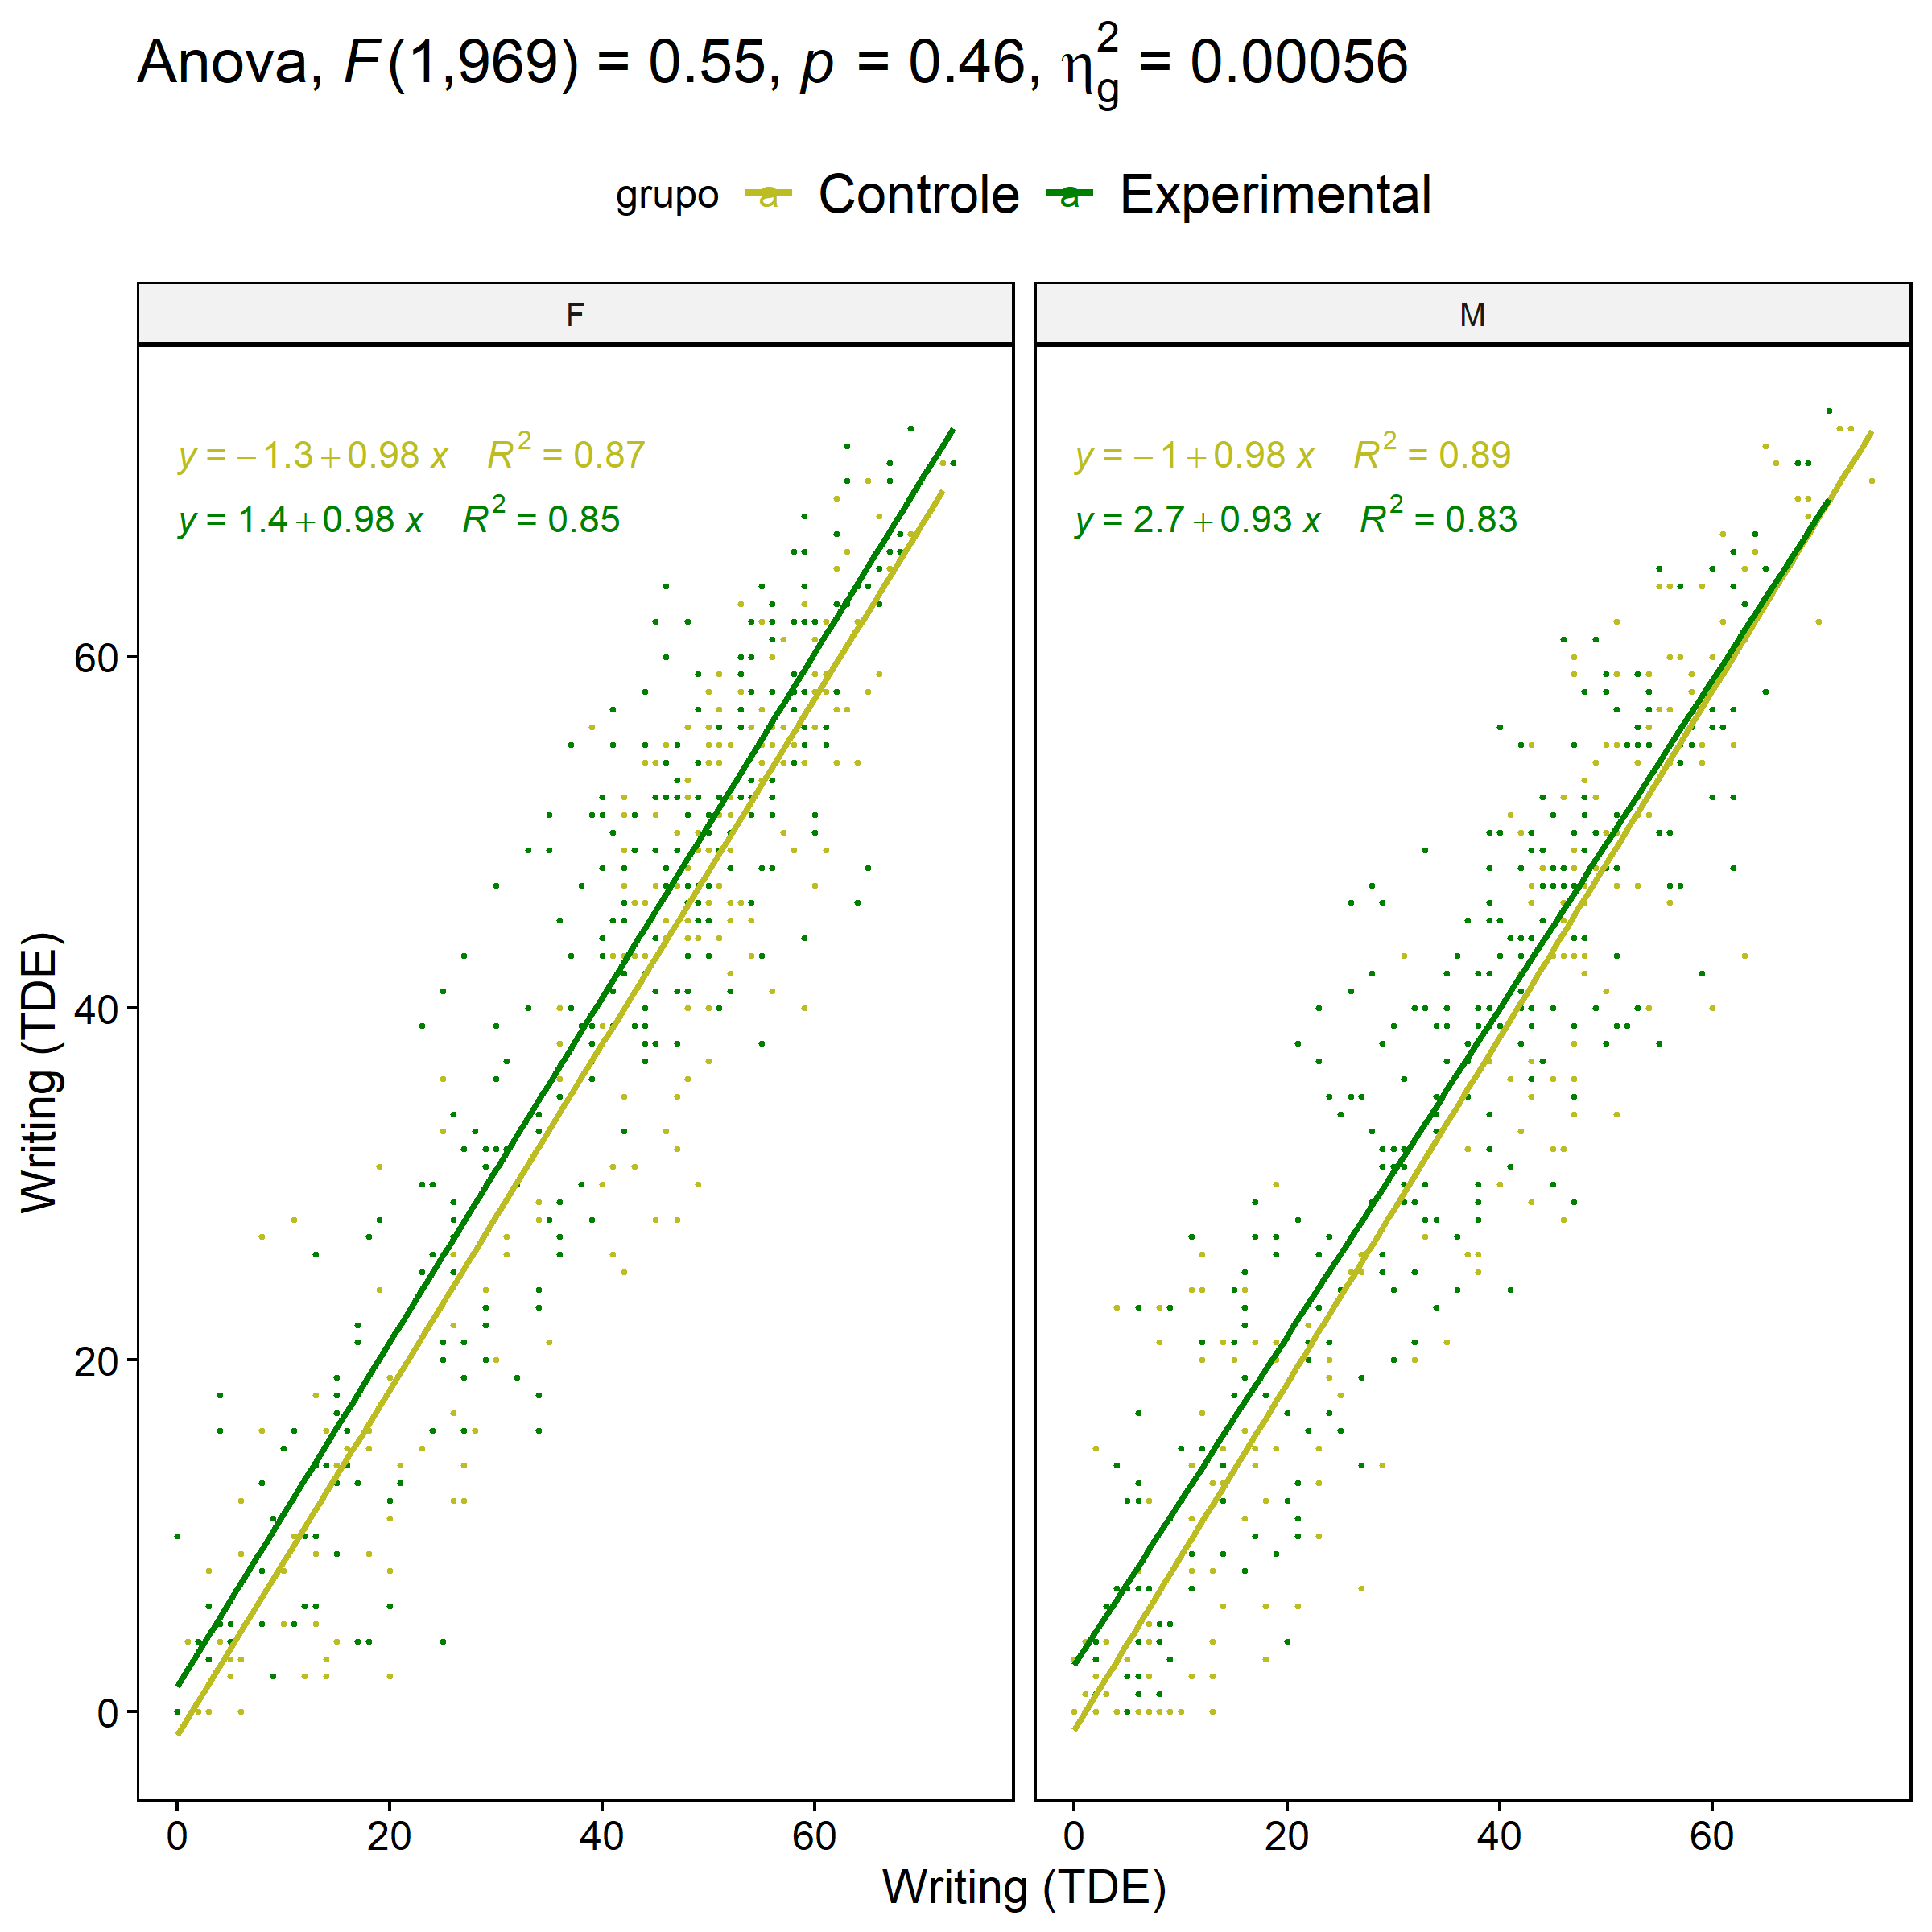 Anova, F(1,969) = 0.55, p = 0.46, η²g = 0.00056
grupo a Controle a Experimental
F
M
y = −1.3+0.98 x R² = 0.87
y = 1.4+0.98 x R² = 0.85
y = −1+0.98 x R² = 0.89
y = 2.7+0.93 x R² = 0.83
Writing (TDE)
60
40
20
0
0 20 40 60
0 20 40 60
Writing (TDE)